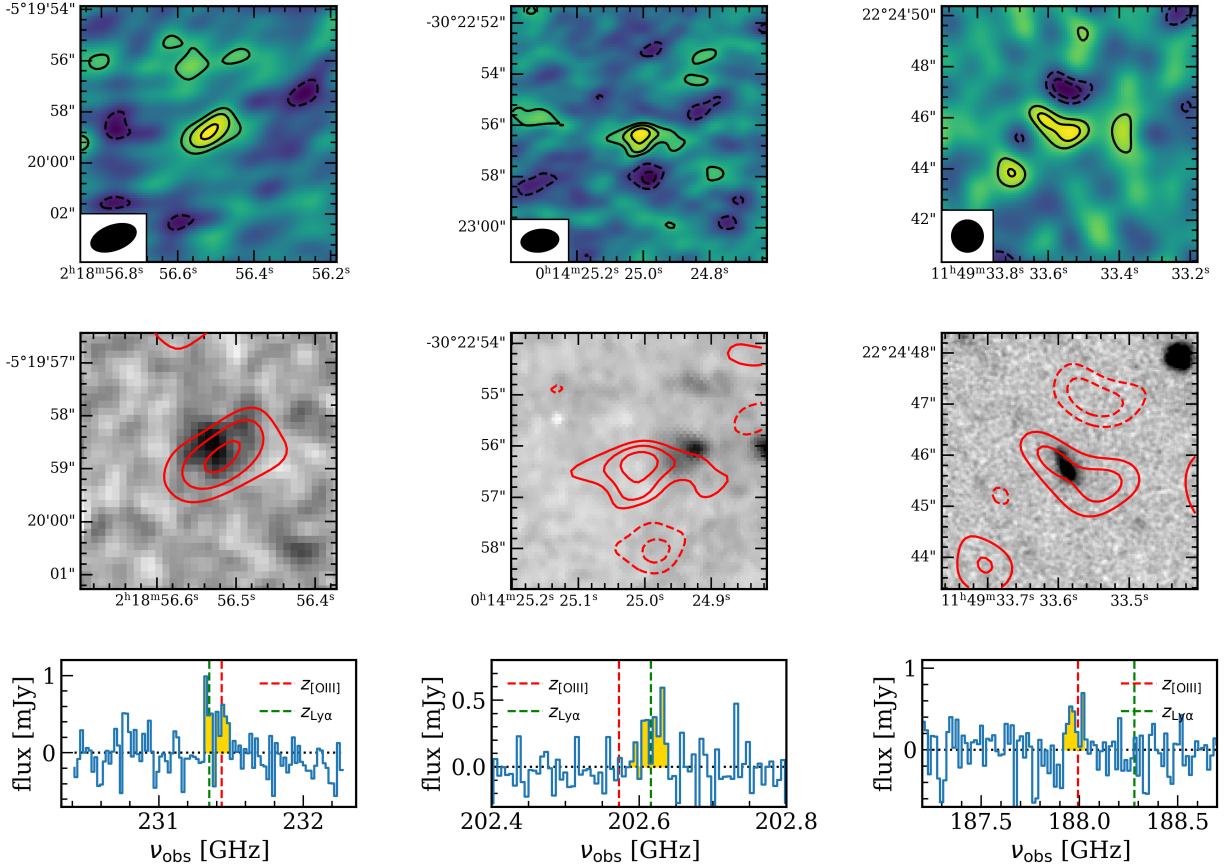 -5°19'54"
56"
58"
20'00"
02"
2ʰ18ᵐ56.8ˢ 56.6ˢ 56.4ˢ 56.2ˢ
-30°22'52"
54"
56"
58"
23'00"
0ʰ14ᵐ25.2ˢ 25.0ˢ 24.8ˢ
22°24'50"
48"
46"
44"
42"
11ʰ49ᵐ33.8ˢ 33.6ˢ 33.4ˢ 33.2ˢ
-5°19'57"
58"
59"
20'00"
01"
2ʰ18ᵐ56.6ˢ 56.5ˢ 56.4ˢ
-30°22'54"
55"
56"
57"
58"
0ʰ14ᵐ25.2ˢ 25.1ˢ 25.0ˢ 24.9ˢ
22°24'48"
47"
46"
45"
44"
11ʰ49ᵐ33.7ˢ 33.6ˢ 33.5ˢ
flux [mJy]
1
0
z[OIII]
zLyα
231 232
νobs [GHz]
flux [mJy]
0.5
0.0
z[OIII]
zLyα
202.4 202.6 202.8
νobs [GHz]
flux [mJy]
1
0
z[OIII]
zLyα
187.5 188.0 188.5
νobs [GHz]